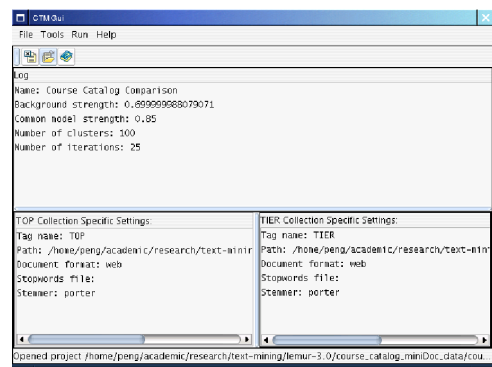 CTMGui
File Tools Run Help
Log
Name: Course Catalog Comparison
Background strength: 0.699999988079071
Common model strength: 0.85
Number of clusters: 100
Number of iterations: 25
TOP Collection Specific Settings:
Tag name: TOP
Path: /home/peng/academic/research/text-minir
Document format: web
Stopwords file:
Stemmer: porter
TIER Collection Specific Settings:
Tag name: TIER
Path: /home/peng/academic/research/text-min
Document format: web
Stopwords file:
Stemmer: porter
Opened project /home/peng/academic/research/text-mining/lemur-3.0/course_catalog_miniDoc_data/cou...